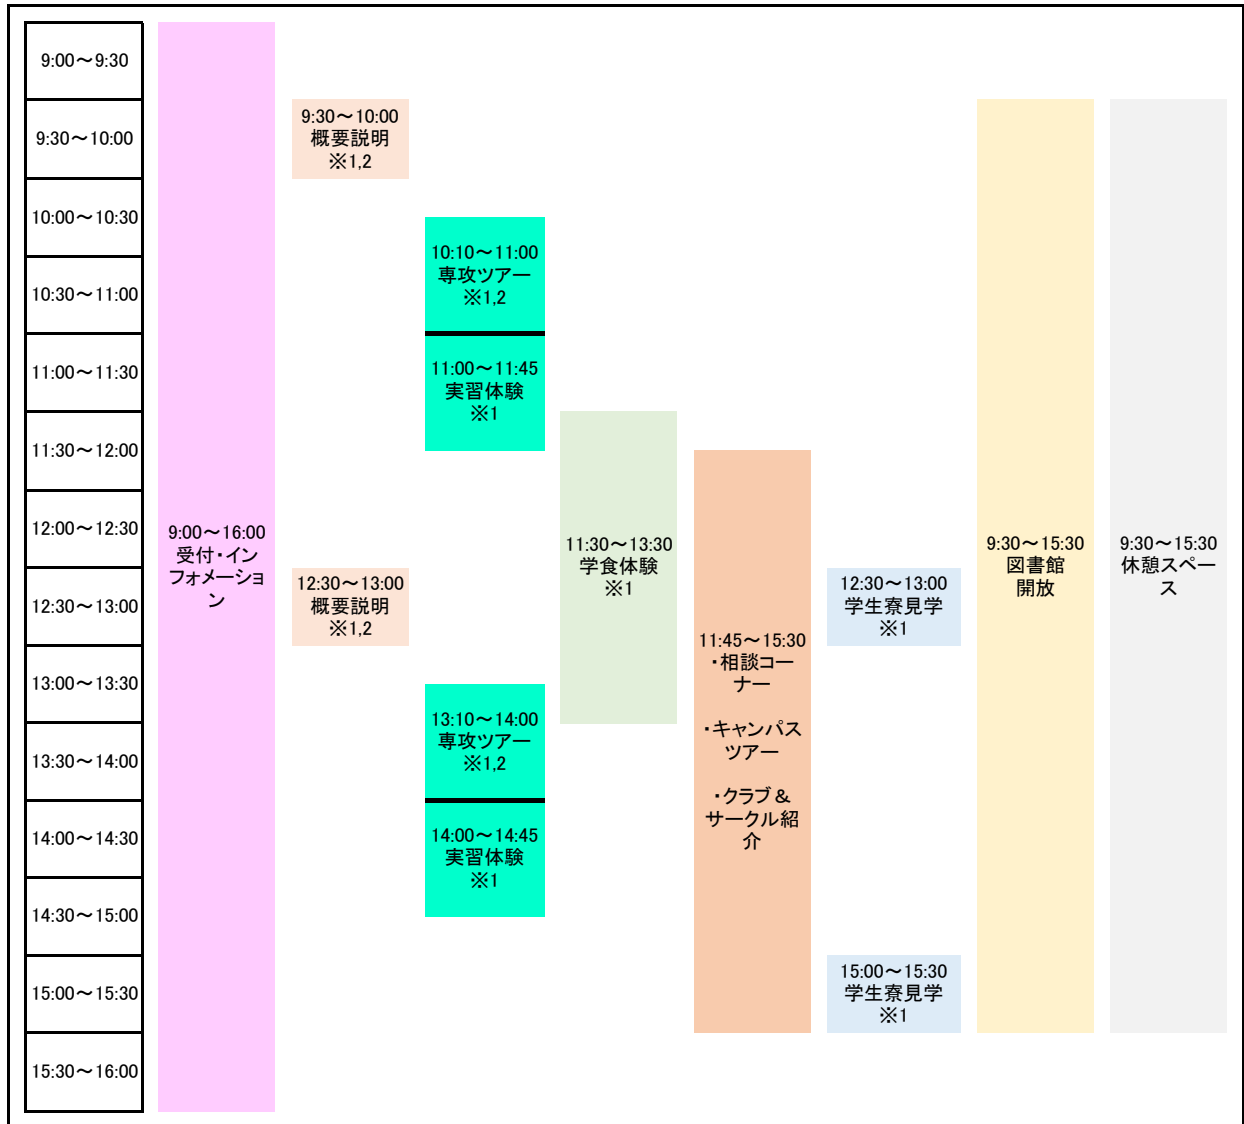 9:00～9:30
9:30～10:00
10:00～10:30
10:30～11:00
11:00～11:30
11:30～12:00
12:00～12:30
12:30～13:00
13:00～13:30
13:30～14:00
14:00～14:30
14:30～15:00
15:00～15:30
15:30～16:00
9:00～16:00
受付・イン
フォメーショ
ン
9:30～10:00
概要説明
※1,2
12:30～13:00
概要説明
※1,2
10:10～11:00
専攻ツアー
※1,2
11:00～11:45
実習体験
※1
13:10～14:00
専攻ツアー
※1,2
14:00～14:45
実習体験
※1
11:30～13:30
学食体験
※1
11:45～15:30
・相談コー
ナー
・キャンパス
ツアー
・クラブ＆
サークル紹
介
12:30～13:00
学生寮見学
※1
15:00～15:30
学生寮見学
※1
9:30～15:30
図書館
開放
9:30～15:30
休憩スペー
ス